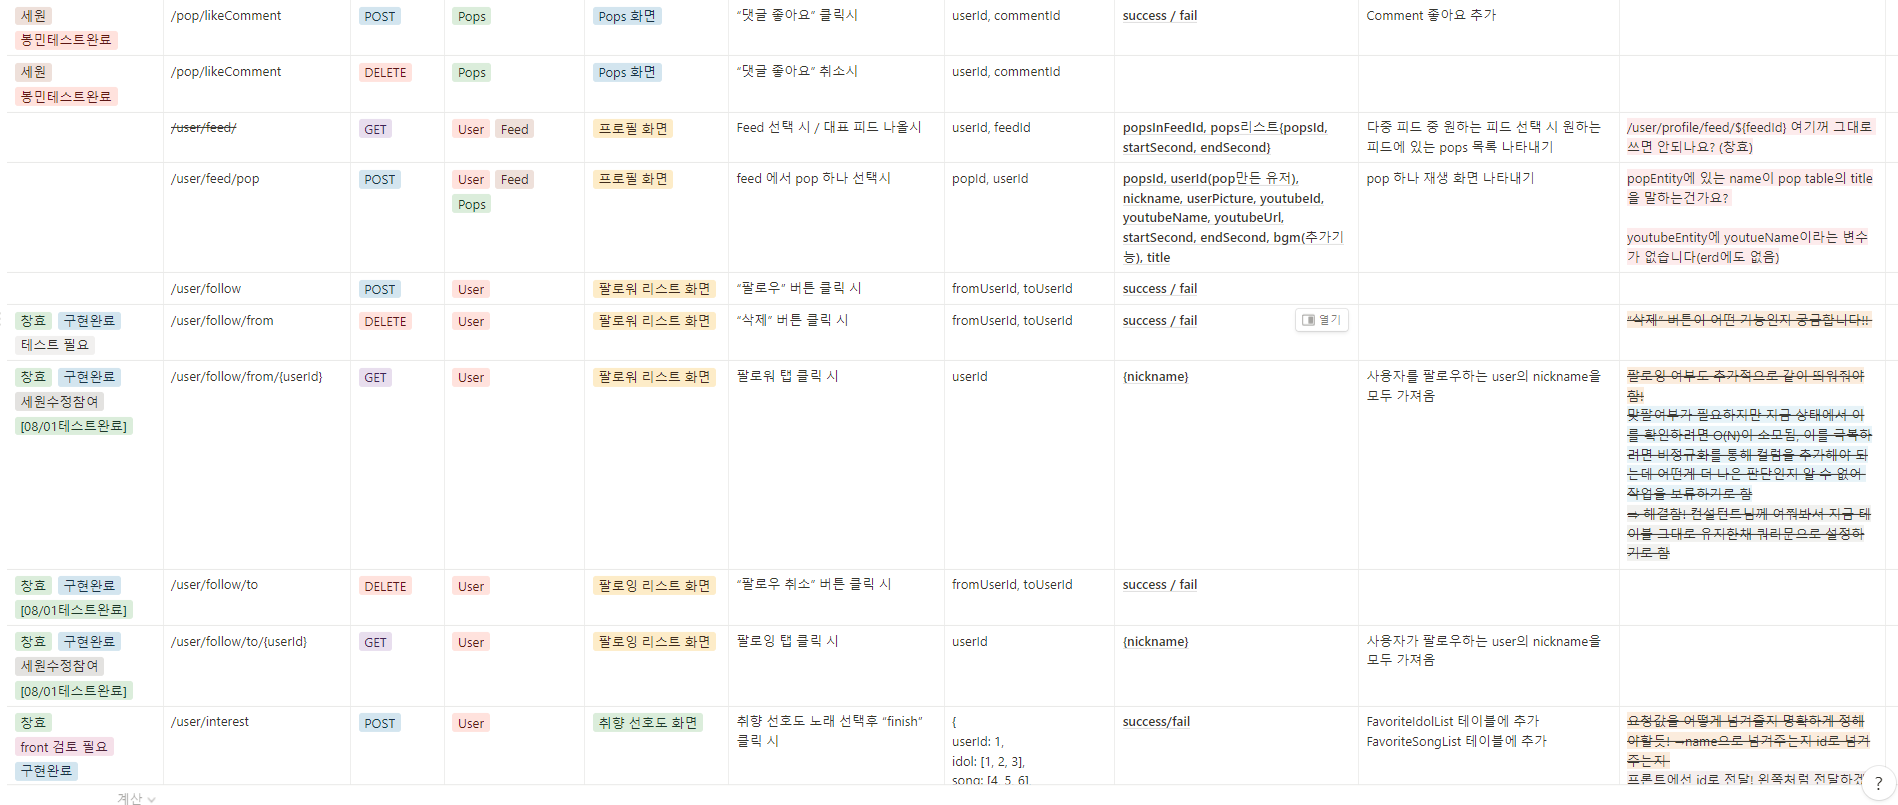 세원
봉민테스트완료
/pop/likeComment
POST
Pops
Pops 화면
“댓글 좋아요” 클릭시
userId, commentId
success / fail
Comment 좋아요 추가
세원
봉민테스트완료
/pop/likeComment
DELETE
Pops
Pops 화면
“댓글 좋아요” 취소시
userId, commentId
/user/feed/
GET
User Feed
프로필 화면
Feed 선택 시 / 대표 피드 나올시
userId, feedId
popsInFeedId, pops리스트{popsId,
startSecond, endSecond}
다중 피드 중 원하는 피드 선택 시 원하는
피드에 있는 pops 목록 나타내기
/user/profile/feed/${feedId} 여기꺼 그대로
쓰면 안되나요? (창효)
/user/feed/pop
POST
User Feed
Pops
프로필 화면
feed 에서 pop 하나 선택시
popId, userId
popsId, userId(pop만든 유저),
nickname, userPicture, youtubeId,
youtubeName, youtubeUrl,
startSecond, endSecond, bgm(추가기
능), title
pop 하나 재생 화면 나타내기
popEntity에 있는 name이 pop table의 title
을 말하는건가요?
youtubeEntity에 youtueName이라는 변수
가 없습니다(erd에도 없음)
/user/follow
POST
User
팔로워 리스트 화면
“팔로우” 버튼 클릭 시
fromUserId, toUserId
success / fail
창효 구현완료
테스트 필요
/user/follow/from
DELETE
User
팔로워 리스트 화면
“삭제” 버튼 클릭 시
fromUserId, toUserId
success / fail
열기
“삭제” 버튼이 어떤 기능인지 궁금합니다!!
창효 구현완료
세원수정참여
[08/01테스트완료]
/user/follow/from/{userId}
GET
User
팔로워 리스트 화면
팔로워 탭 클릭 시
userId
{nickname}
사용자를 팔로우하는 user의 nickname을
모두 가져옴
팔로잉 여부도 추가적으로 같이 띄워줘야
함!
맞팔여부가 필요하지만 지금 상태에서 이
를 확인하려면 O(N)이 소모됨, 이를 극복하
려면 비정규화를 통해 컬럼을 추가해야 되
는데 어떤게 더 나은 판단인지 알 수 없어
작업을 보류하기로 함
⇒ 해결함! 컨설턴트님께 여쭤봐서 지금 테
이블 그대로 유지한채 쿼리문으로 설정하
기로 함
창효 구현완료
[08/01테스트완료]
/user/follow/to
DELETE
User
팔로잉 리스트 화면
“팔로우 취소” 버튼 클릭 시
fromUserId, toUserId
success / fail
창효 구현완료
세원수정참여
[08/01테스트완료]
/user/follow/to/{userId}
GET
User
팔로잉 리스트 화면
팔로잉 탭 클릭 시
userId
{nickname}
사용자가 팔로우하는 user의 nickname을
모두 가져옴
창효
front 검토 필요
구현완료
/user/interest
POST
User
취향 선호도 화면
취향 선호도 노래 선택후 “finish”
클릭 시
{
userId: 1,
idol: [1, 2, 3],
song: [4, 5, 6]
success/fail
FavoriteIdolList 테이블에 추가
FavoriteSongList 테이블에 추가
요청값을 어떻게 넘겨줄지 명확하게 정해
야할듯! →name으로 넘겨주는지 id로 넘겨
주는지
프론트에선 id로 전달! 왼쪽처럼 전달하겠
계산
?